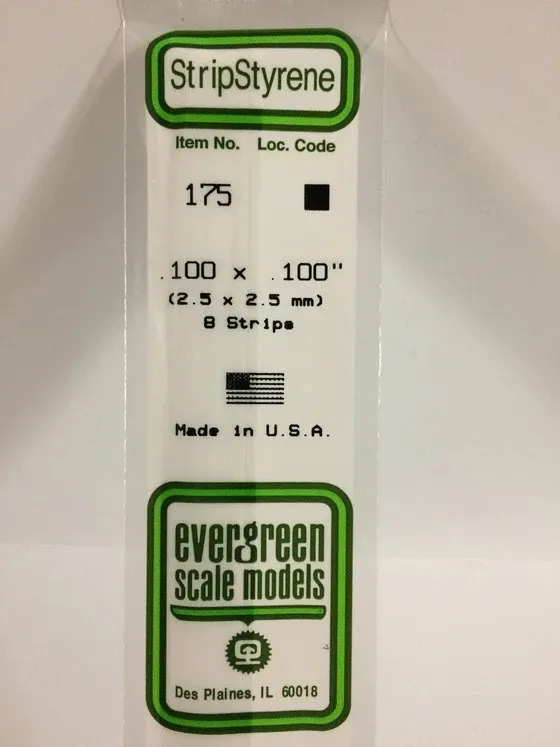 StripStyrene
Item No. Loc. Code
175
.100 x .100"
(2.5 x 2.5 mm)
8 Strips
Made in U.S.A.
evergreen
scale models
Des Plaines, IL 60018